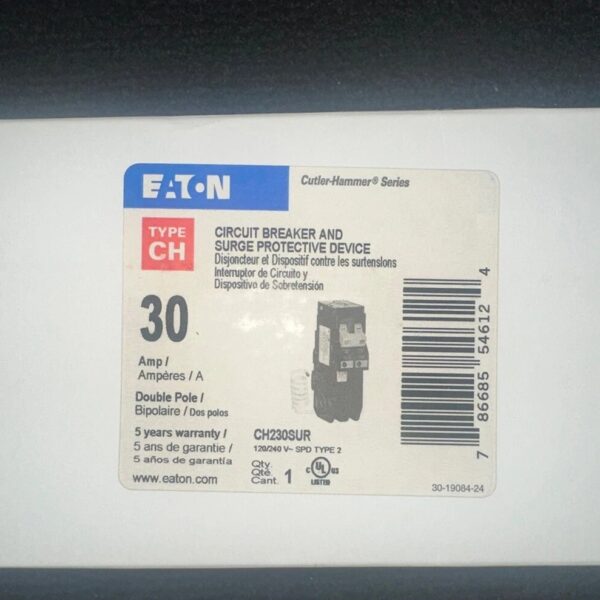 EATON
Cutler-Hammer® Series
TYPE
CH
CIRCUIT BREAKER AND
SURGE PROTECTIVE DEVICE
Disjoncteur et Dispositif contre les surtensions
Interruptor de Circuito y
Dispositivo de Sobretensión
30
Amp /
Ampères / A
Double Pole /
Bipolaire / Dos polos
5 years warranty /
5 ans de garantie /
5 años de garantía
www.eaton.com
CH230SUR
120/240 V~ SPD TYPE 2
Qty.
Qté.
Cant. 1
C UL US
LISTED
7 86685 54612 4
30-19084-24